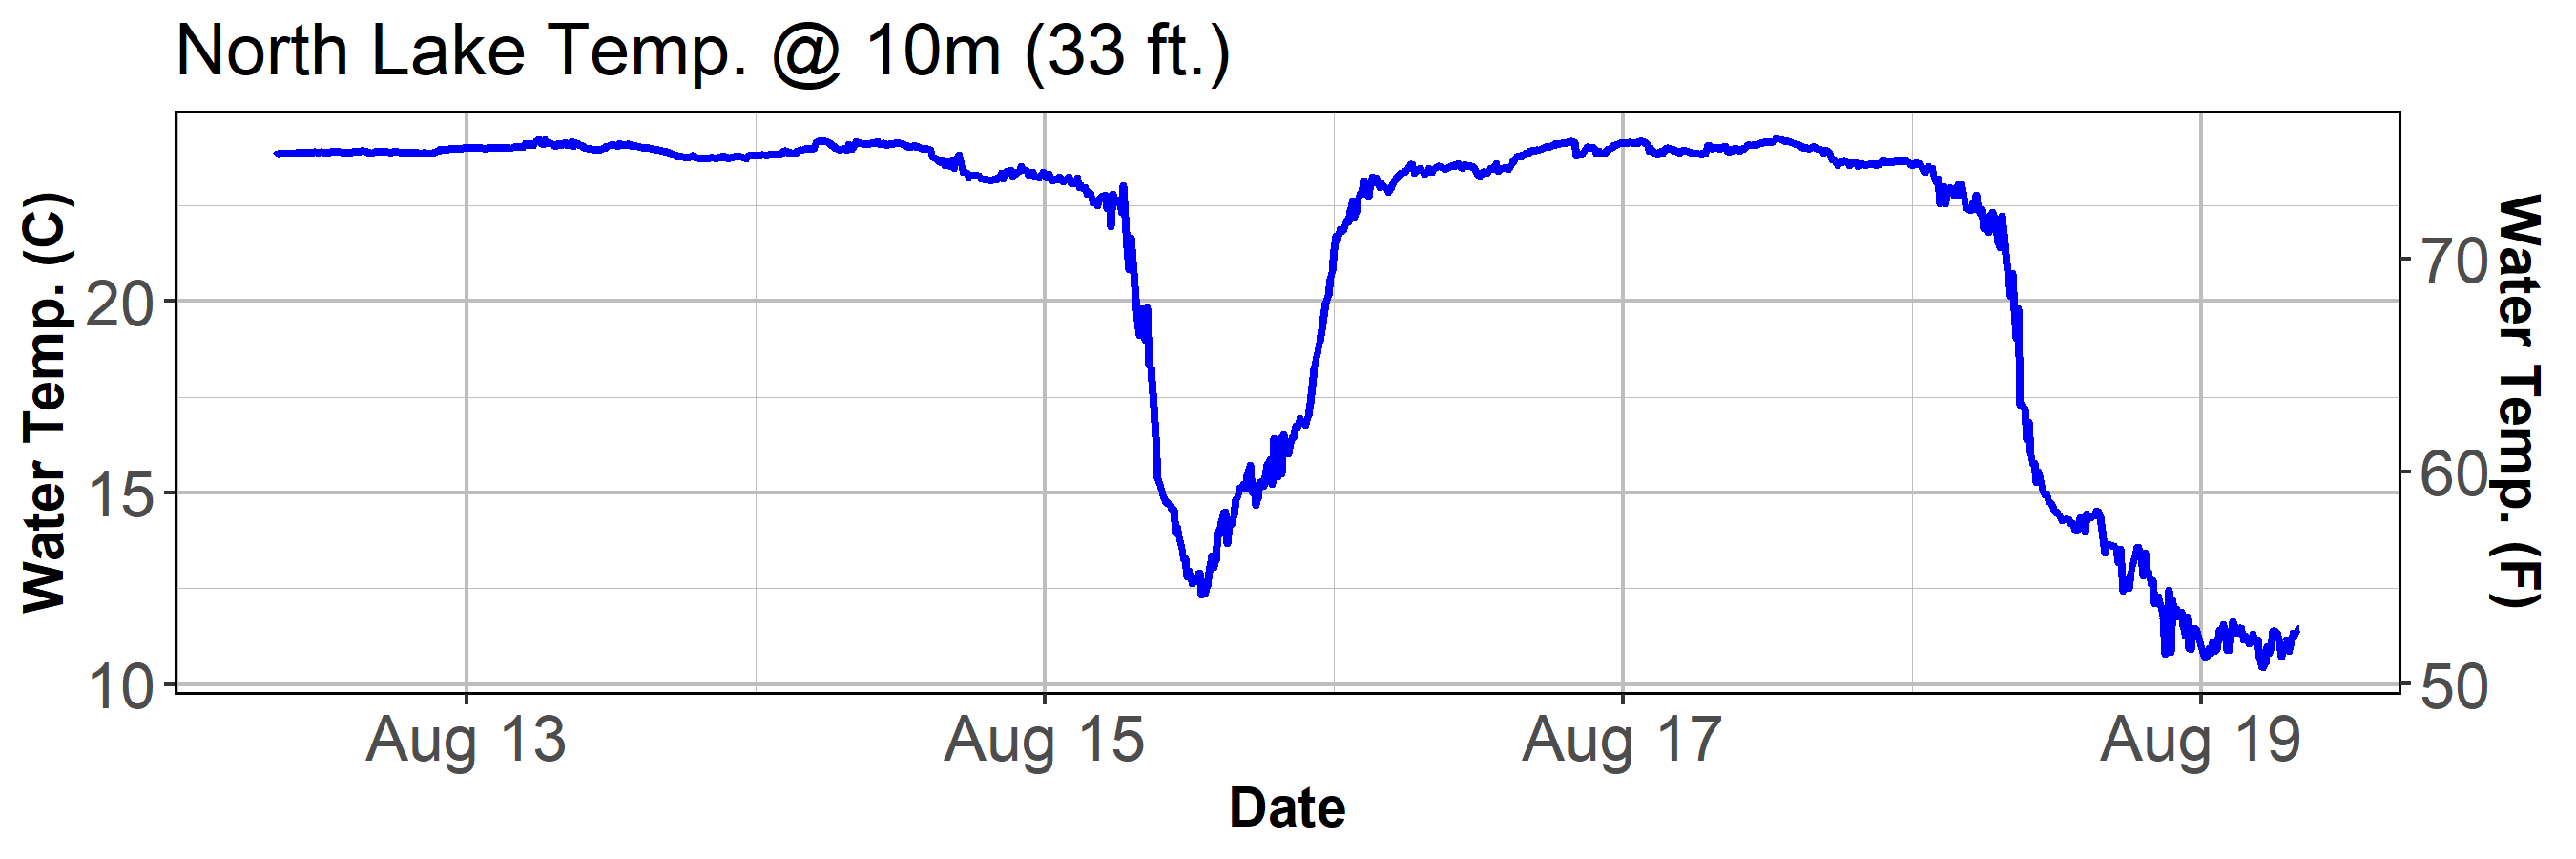 North Lake Temp. @ 10m (33 ft.)
Water Temp. (C)
20
15
10
70
60
50
Water Temp. (F)
Aug 13
Aug 15
Aug 17
Aug 19
Date